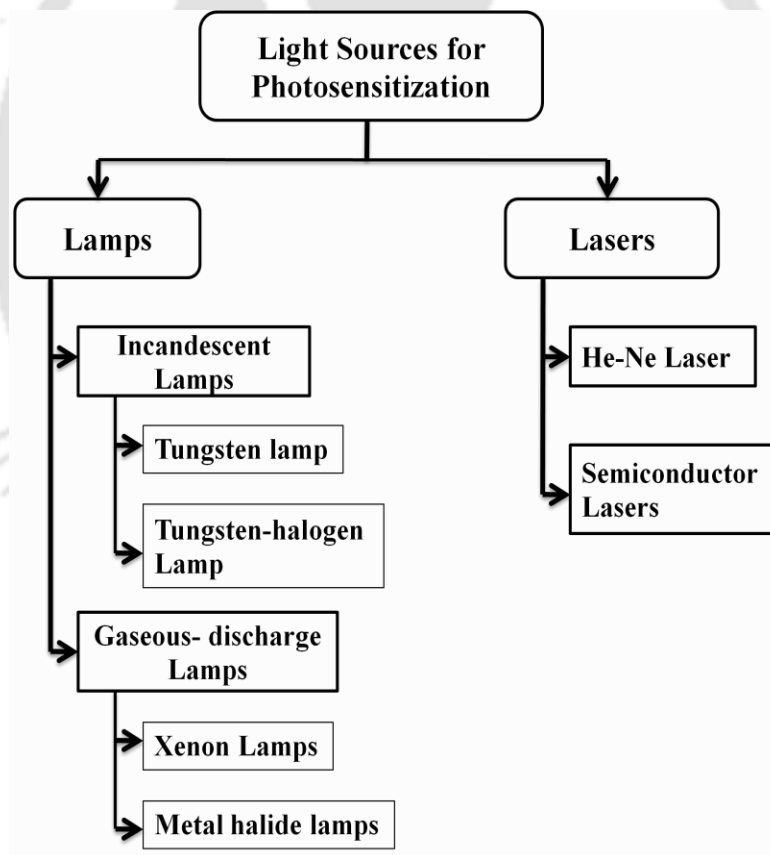 Light Sources for
Photosensitization
Lamps
Lasers
Incandescent
Lamps
Tungsten lamp
Tungsten-halogen
Lamp
Gaseous- discharge
Lamps
Xenon Lamps
Metal halide lamps
He-Ne Laser
Semiconductor
Lasers